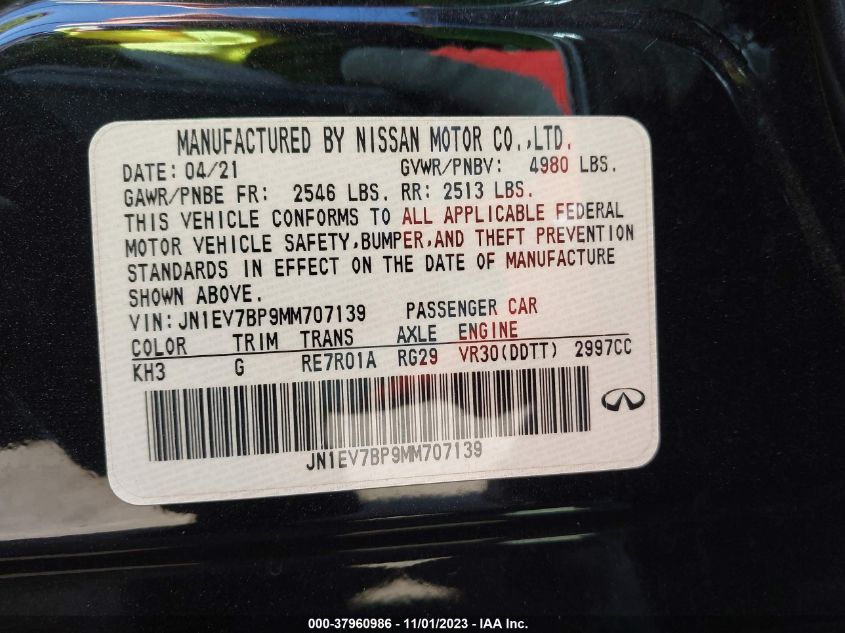 MANUFACTURED BY NISSAN MOTOR CO.,LTD.
DATE: 04/21 GVWR/PNBV: 4980 LBS.
GAWR/PNBE FR: 2546 LBS. RR: 2513 LBS.
THIS VEHICLE CONFORMS TO ALL APPLICABLE FEDERAL
MOTOR VEHICLE SAFETY,BUMPER,AND THEFT PREVENTION
STANDARDS IN EFFECT ON THE DATE OF MANUFACTURE
SHOWN ABOVE.
VIN: JN1EV7BP9MM707139 PASSENGER CAR
COLOR TRIM TRANS AXLE ENGINE
KH3 G RE7R01A RG29 VR30(DDTT) 2997CC
JN1EV7BP9MM707139
000-37960986 - 11/01/2023 - IAA Inc.